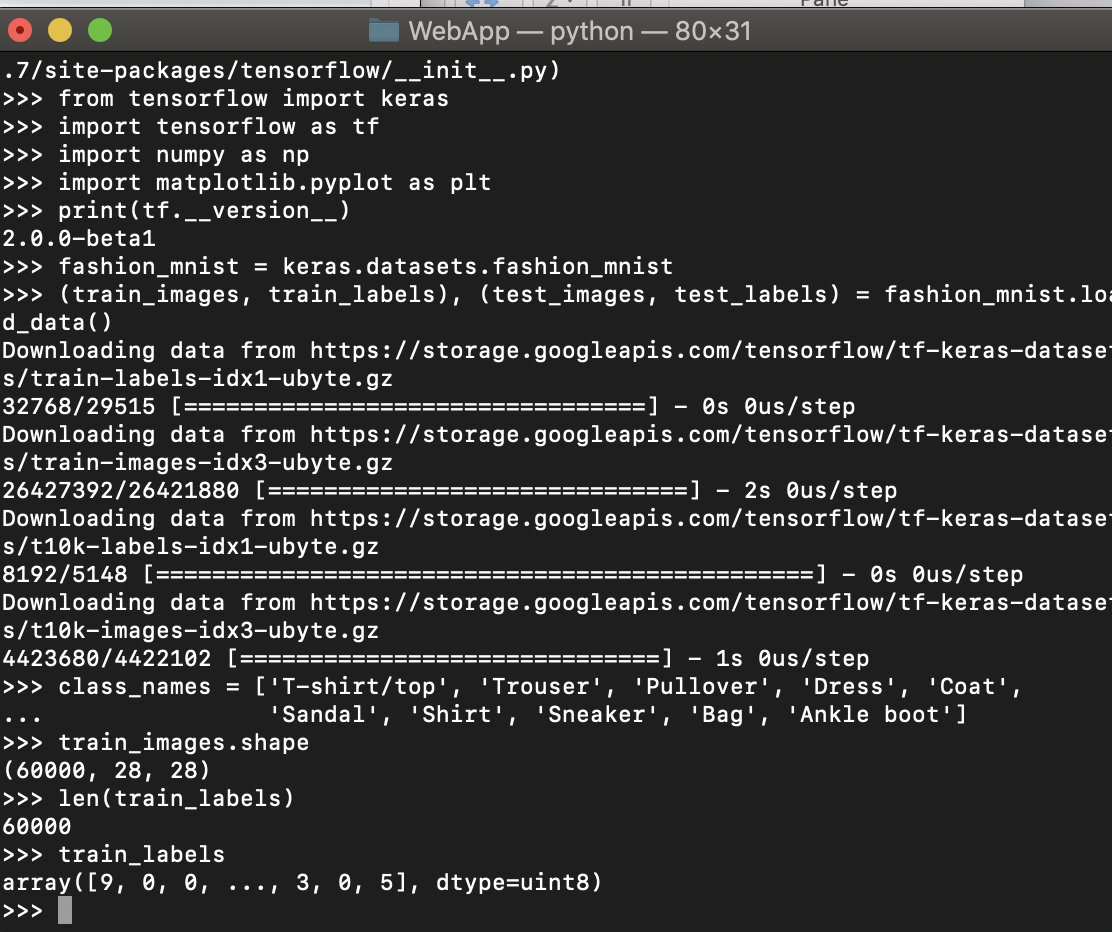 Pane
WebApp — python — 80×31
.7/site-packages/tensorflow/__init__.py)
>>> from tensorflow import keras
>>> import tensorflow as tf
>>> import numpy as np
>>> import matplotlib.pyplot as plt
>>> print(tf.__version__)
2.0.0-beta1
>>> fashion_mnist = keras.datasets.fashion_mnist
>>> (train_images, train_labels), (test_images, test_labels) = fashion_mnist.loa
d_data()
Downloading data from https://storage.googleapis.com/tensorflow/tf-keras-dataset
s/train-labels-idx1-ubyte.gz
32768/29515 [=================================] - 0s 0us/step
Downloading data from https://storage.googleapis.com/tensorflow/tf-keras-dataset
s/train-images-idx3-ubyte.gz
26427392/26421880 [==============================] - 2s 0us/step
Downloading data from https://storage.googleapis.com/tensorflow/tf-keras-dataset
s/t10k-labels-idx1-ubyte.gz
8192/5148 [===============================================] - 0s 0us/step
Downloading data from https://storage.googleapis.com/tensorflow/tf-keras-dataset
s/t10k-images-idx3-ubyte.gz
4423680/4422102 [==============================] - 1s 0us/step
>>> class_names = ['T-shirt/top', 'Trouser', 'Pullover', 'Dress', 'Coat',
...                'Sandal', 'Shirt', 'Sneaker', 'Bag', 'Ankle boot']
>>> train_images.shape
(60000, 28, 28)
>>> len(train_labels)
60000
>>> train_labels
array([9, 0, 0, ..., 3, 0, 5], dtype=uint8)
>>>